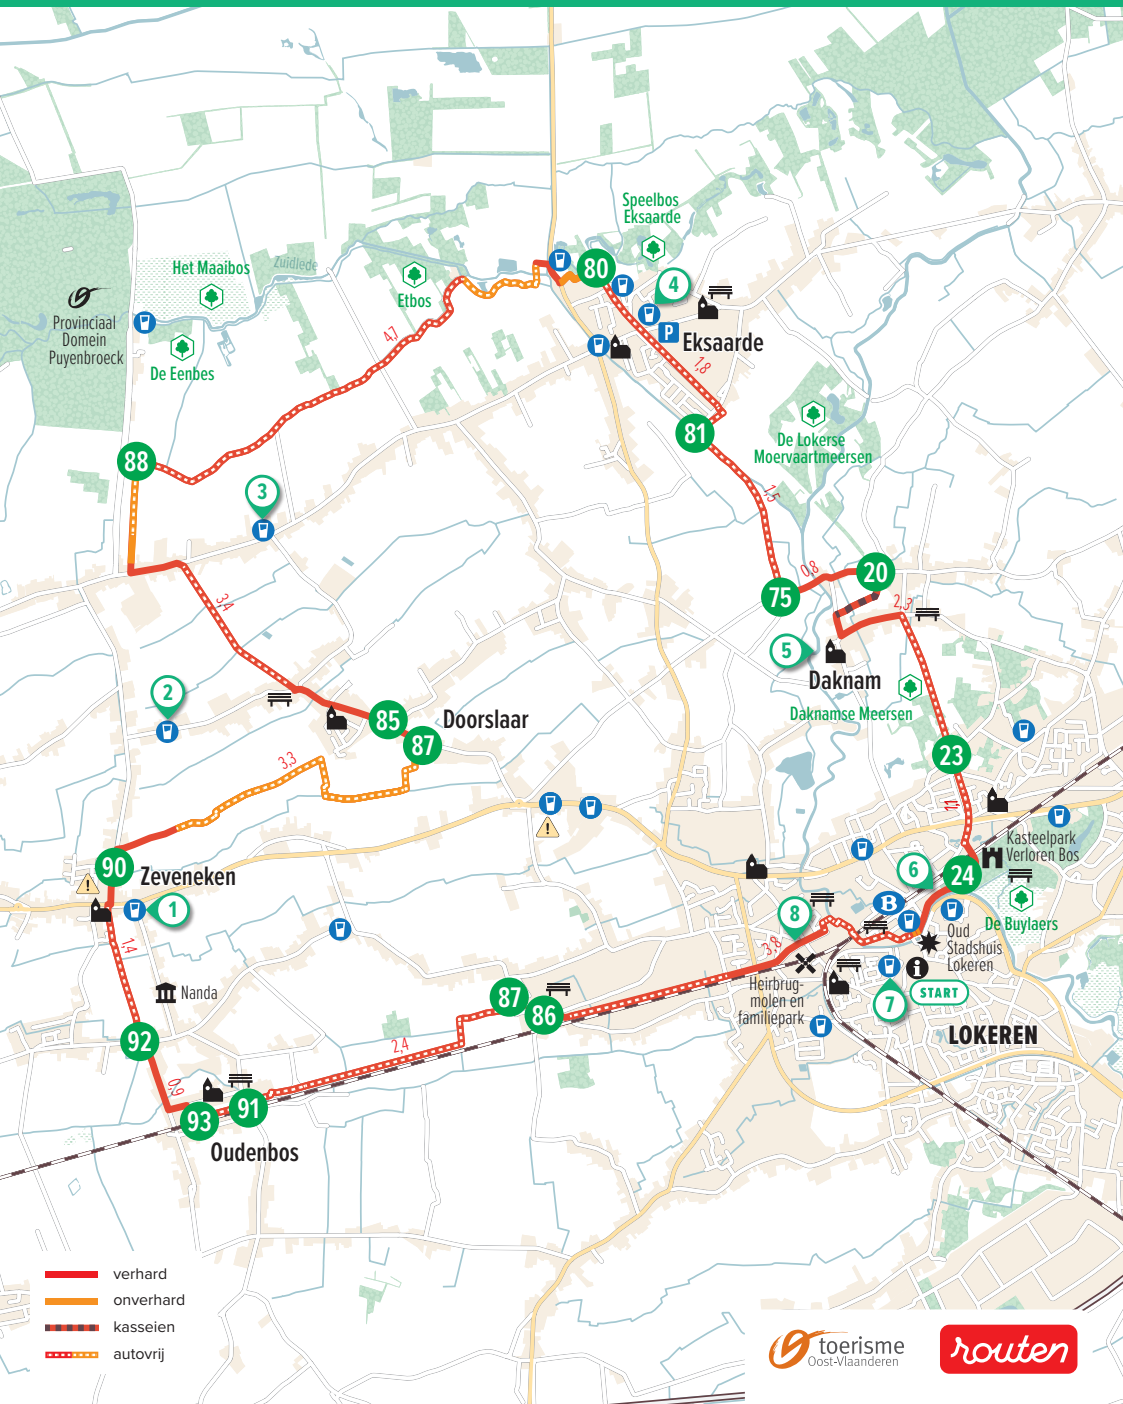 Speelbos
Eksaarde
Het Maaibos
Zuidlede
Etbos
80
4
Provinciaal
Domein
Puyenbroeck
De Eenbes
4,7
P
Eksaarde
1,8
88
81
De Lokerse
Moervaartmeersen
3
1,5
0,8
20
75
3,4
2,3
5
Daknam
2
Daknamse Meersen
85
Doorslaar
87
23
3,3
1,1
Kasteelpark
Verloren Bos
90
Zeveneken
!
!
6
24
1
B
8
De Buylaers
Oud
Stadshuis
Lokeren
1,4
3,8
Heirbrug-
molen en
familiepark
i
START
7
Nanda
87
86
LOKEREN
92
2,4
0,9
91
93
Oudenbos
verhard
onverhard
kasseien
autovrij
toerisme
Oost-Vlaanderen
routen